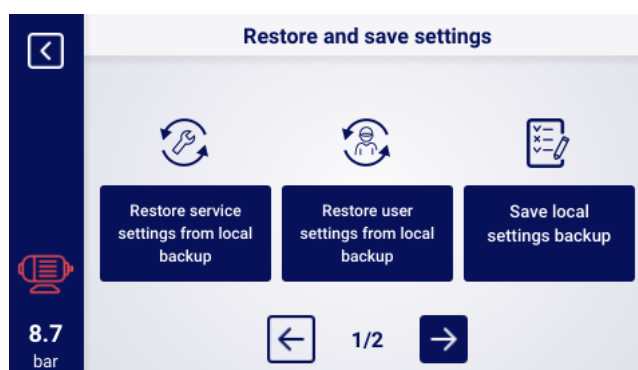 Restore and save settings
Restore service
settings from local
backup
Restore user
settings from local
backup
Save local
settings backup
8.7
bar
1/2